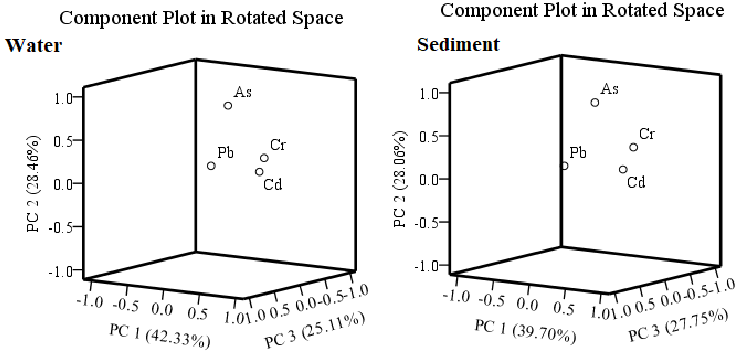 Component Plot in Rotated Space
Water
As
Pb
Cr
Cd
1.0
0.5
0.0
-0.5
-1.0
PC 2 (28.46%)
-1.0 -0.5 0.0 0.5 1.0
PC 1 (42.33%)
1.0 0.5 0.0 -0.5 -1.0
PC 3 (25.11%)
Component Plot in Rotated Space
Sediment
As
Cr
Pb
Cd
1.0
0.5
0.0
-0.5
-1.0
PC 2 (28.06%)
-1.0 -0.5 0.0 0.5 1.0
PC 1 (39.70%)
1.0 0.5 0.0 -0.5 -1.0
PC 3 (27.75%)